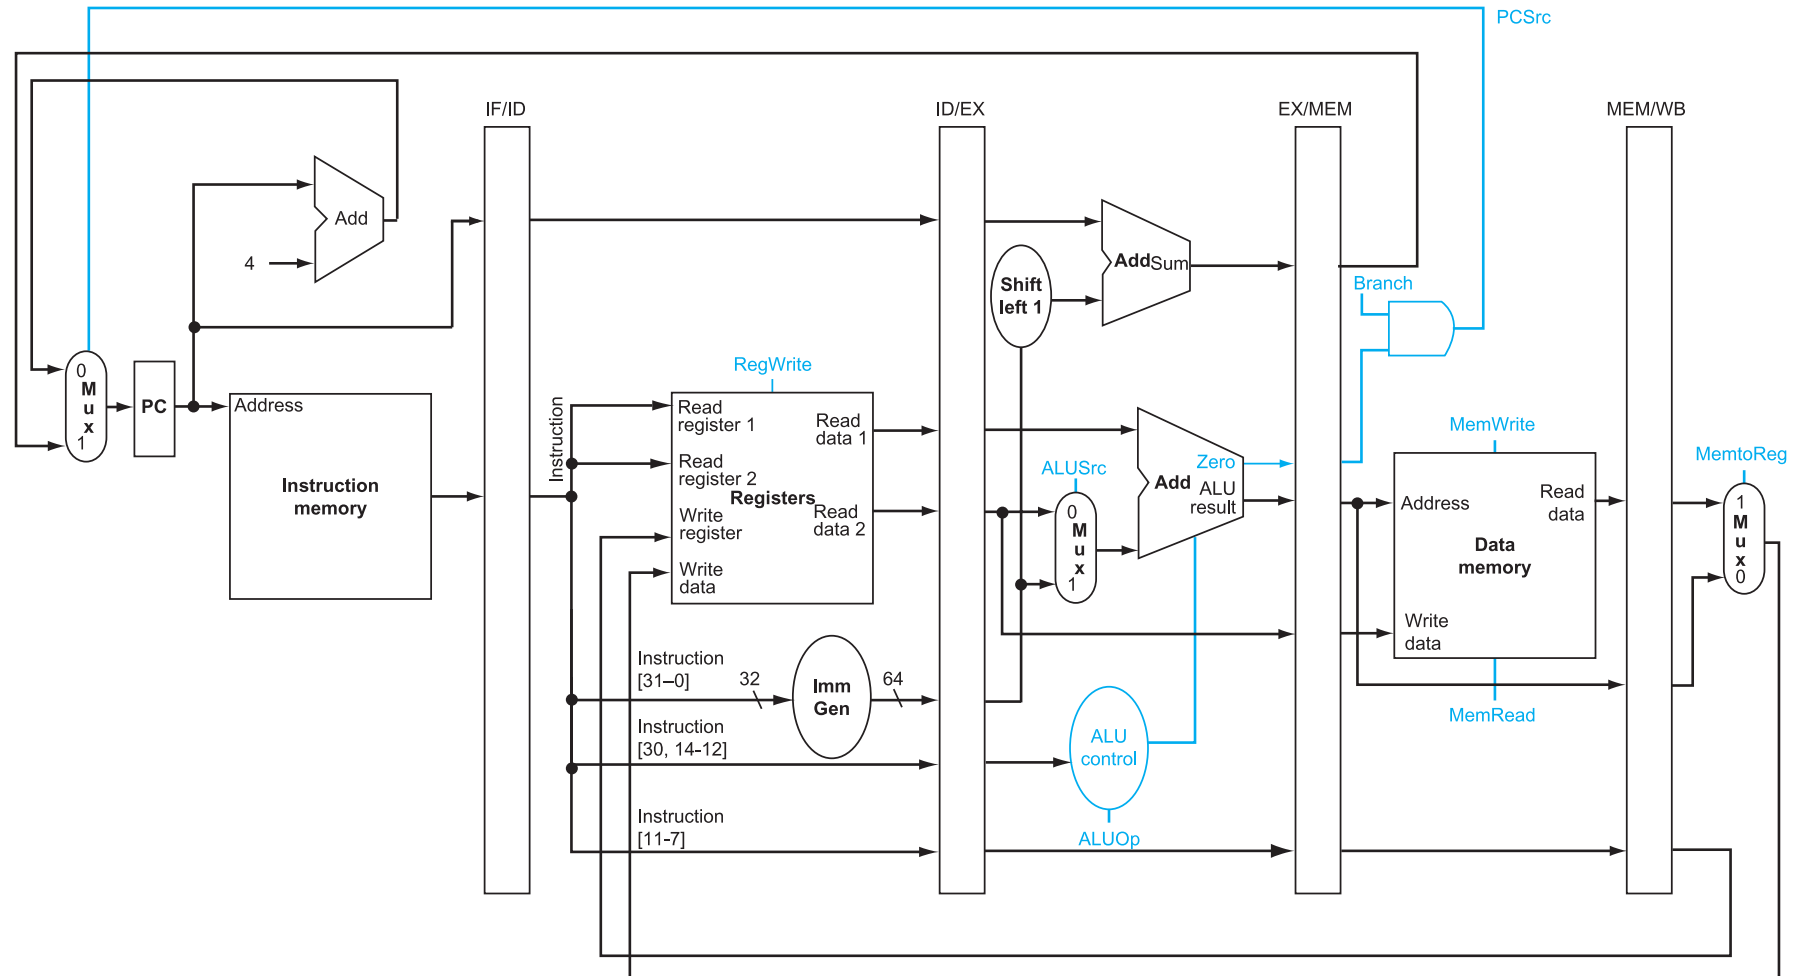 PCSrc
IF/ID
ID/EX
EX/MEM
MEM/WB
Add
4
Add Sum
Shift
left 1
Branch
0
M
u
x
1
PC
Address
Instruction
memory
Instruction
RegWrite
Read
register 1
Read
data 1
Read
register 2
Registers
Write
register
Read
data 2
Write
data
ALUSrc
0
M
u
x
1
Zero
Add
ALU
result
MemWrite
Address
Read
data
Data
memory
Write
data
MemRead
MemtoReg
1
M
u
x
0
Instruction
[31–0]
32
Imm
Gen
64
Instruction
[30, 14-12]
ALU
control
Instruction
[11-7]
ALUOp